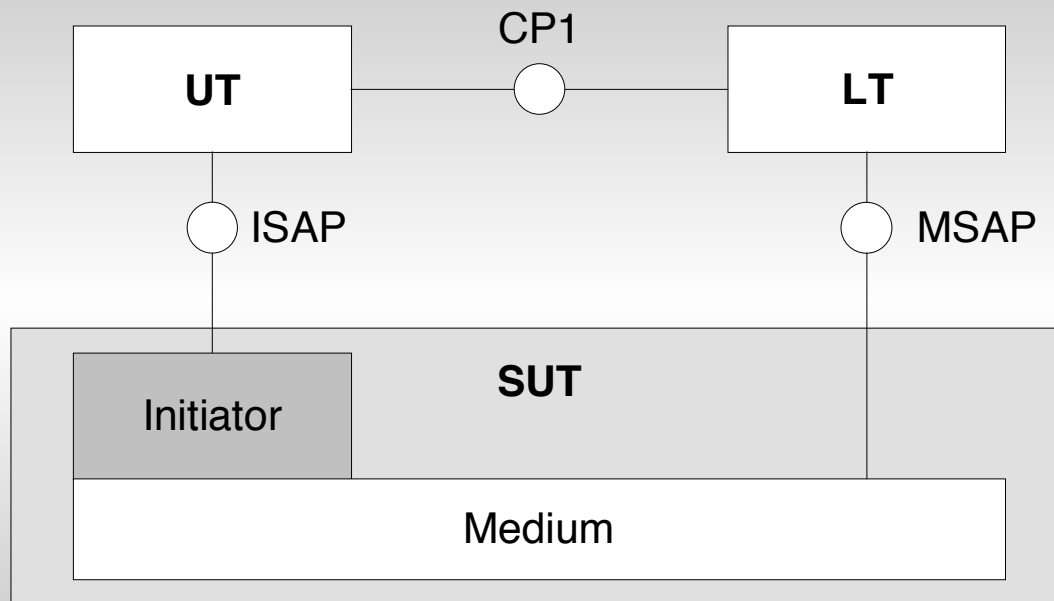 CP1
UT
LT
ISAP
MSAP
SUT
Initiator
Medium